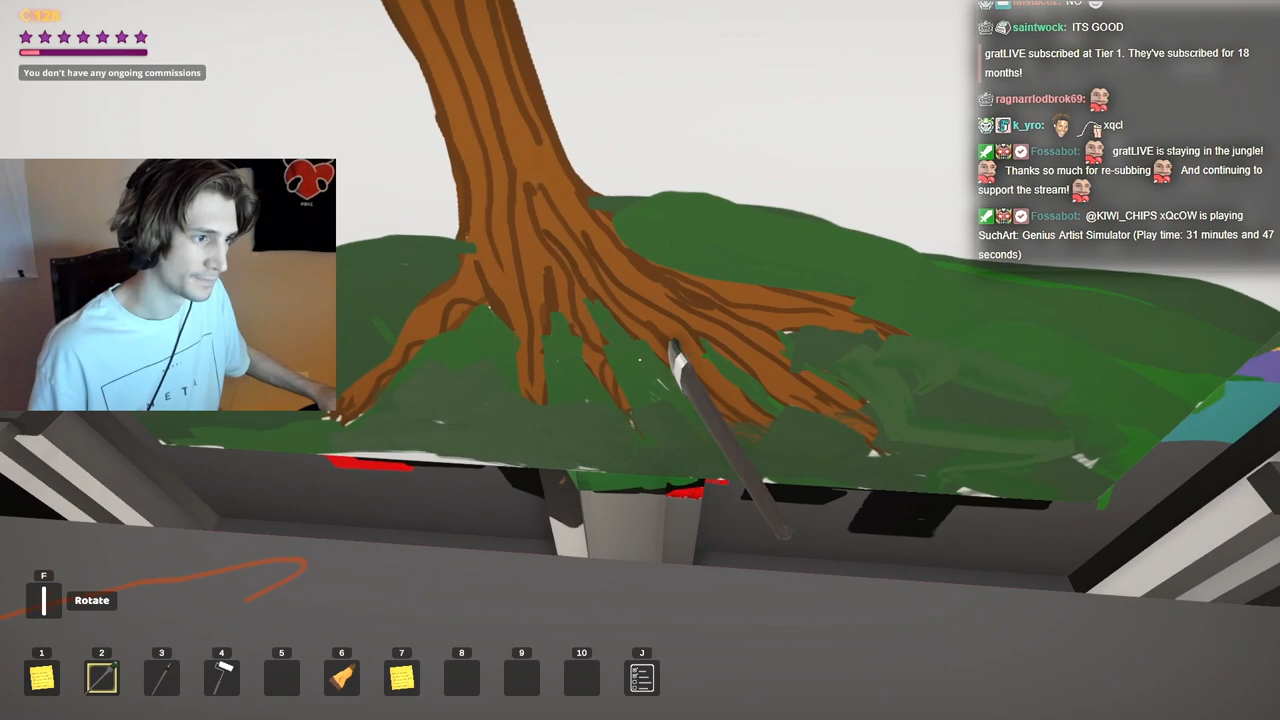 128
You don't have any ongoing commissions
saintwock: ITS GOOD
gratLIVE subscribed at Tier 1. They've subscribed for 18
months!
ragnarrlodbrok69:
k_yro: xqcl
Fossabot: gratLIVE is staying in the jungle!
Thanks so much for re-subbing And continuing to
support the stream!
Fossabot: @KIWI_CHIPS xQcOW is playing
SuchArt: Genius Artist Simulator (Play time: 31 minutes and 47
seconds)
META
F
Rotate
1 2 3 4 5 6 7 8 9 10 J